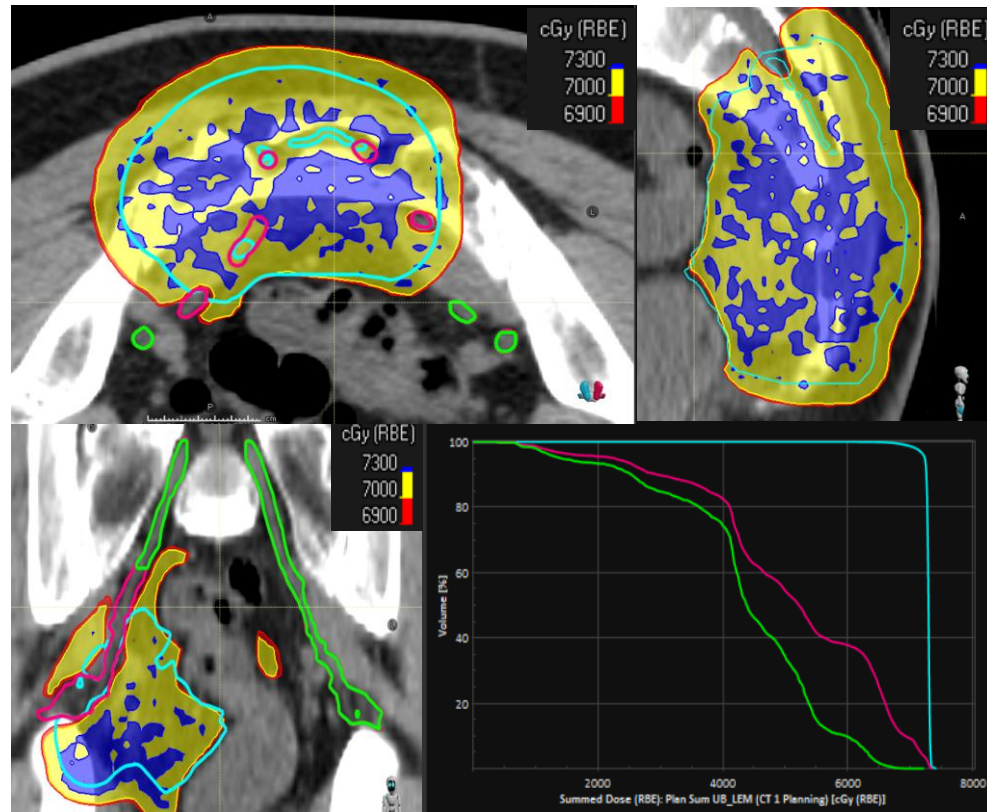 A
cGy (RBE)
7300
7000
6900
L
P
cm
cGy (RBE)
7300
7000
6900
A
cGy (RBE)
7300
7000
6900
100
80
60
40
20
Volume [%]
2000 4000 6000 8000
Summed Dose (RBE): Plan Sum UB_LEM (CT 1 Planning) [cGy (RBE)]